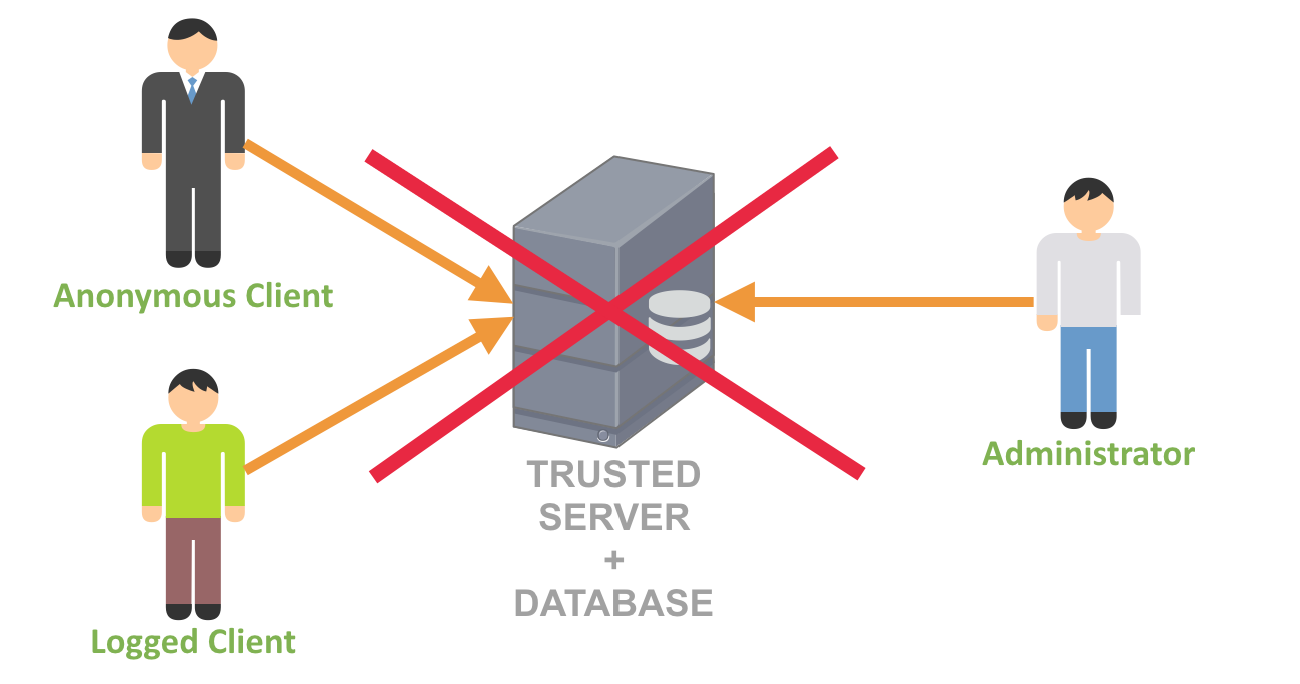 Anonymous Client
Administrator
TRUSTED
SERVER
+
DATABASE
Logged Client